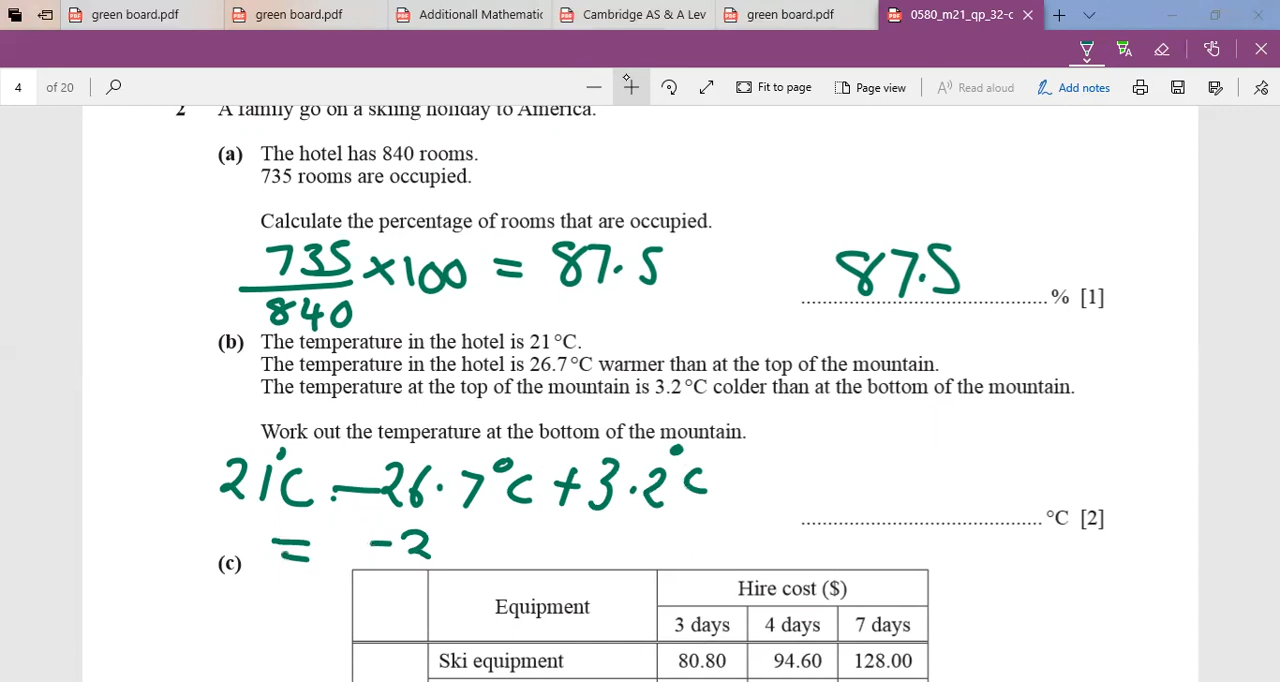 green board.pdf
green board.pdf
Additionall Mathematic
Cambridge AS & A Lev
green board.pdf
0580_m21_qp_32-c
4 of 20
Fit to page
Page view
Read aloud
Add notes
2 A family go on a skiing holiday to America.
(a) The hotel has 840 rooms.
735 rooms are occupied.
Calculate the percentage of rooms that are occupied.
735/840 × 100 = 87.5
87.5
% [1]
(b) The temperature in the hotel is 21 °C.
The temperature in the hotel is 26.7 °C warmer than at the top of the mountain.
The temperature at the top of the mountain is 3.2 °C colder than at the bottom of the mountain.
Work out the temperature at the bottom of the mountain.
21°C - 26.7°C + 3.2°C
°C [2]
= -2
(c)
Equipment Hire cost ($)
3 days 4 days 7 days
Ski equipment 80.80 94.60 128.00